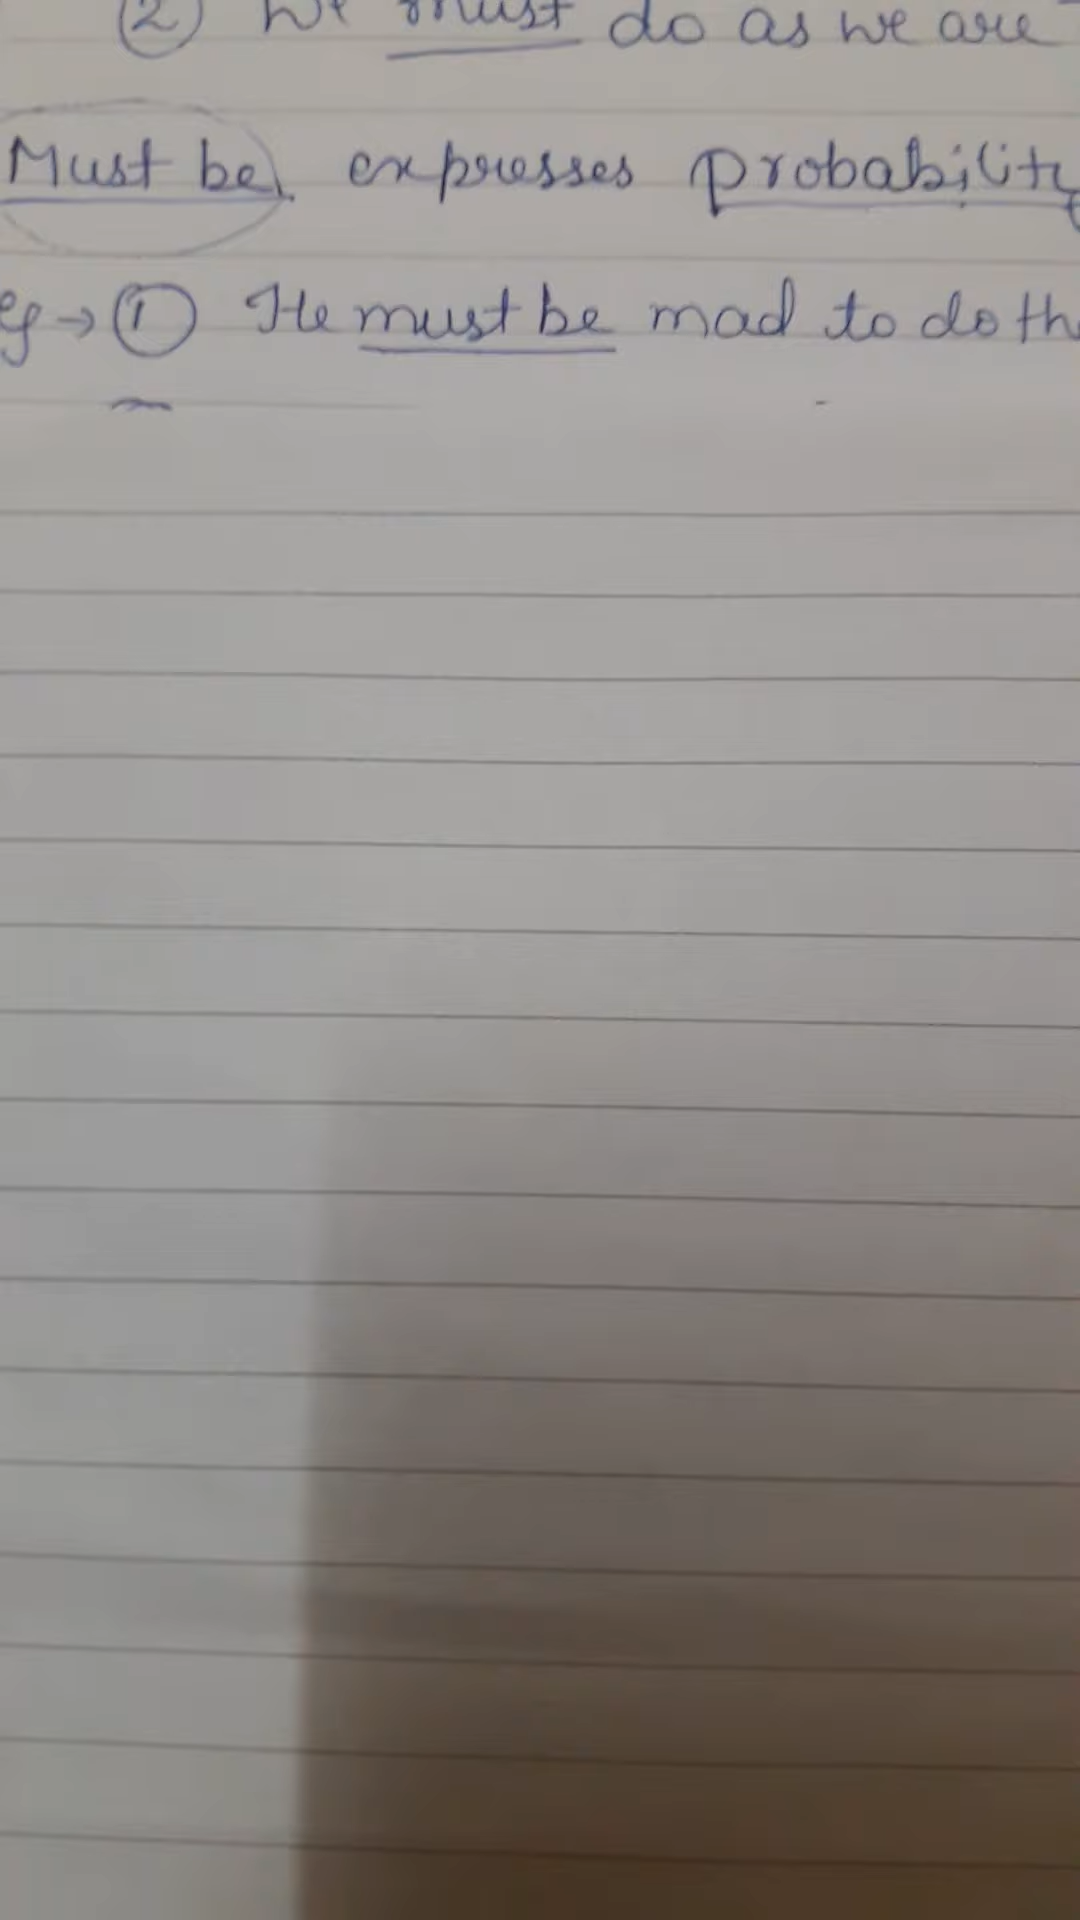 ② We must do as we are
Must be expresses probability
eg → ① He must be mad to do